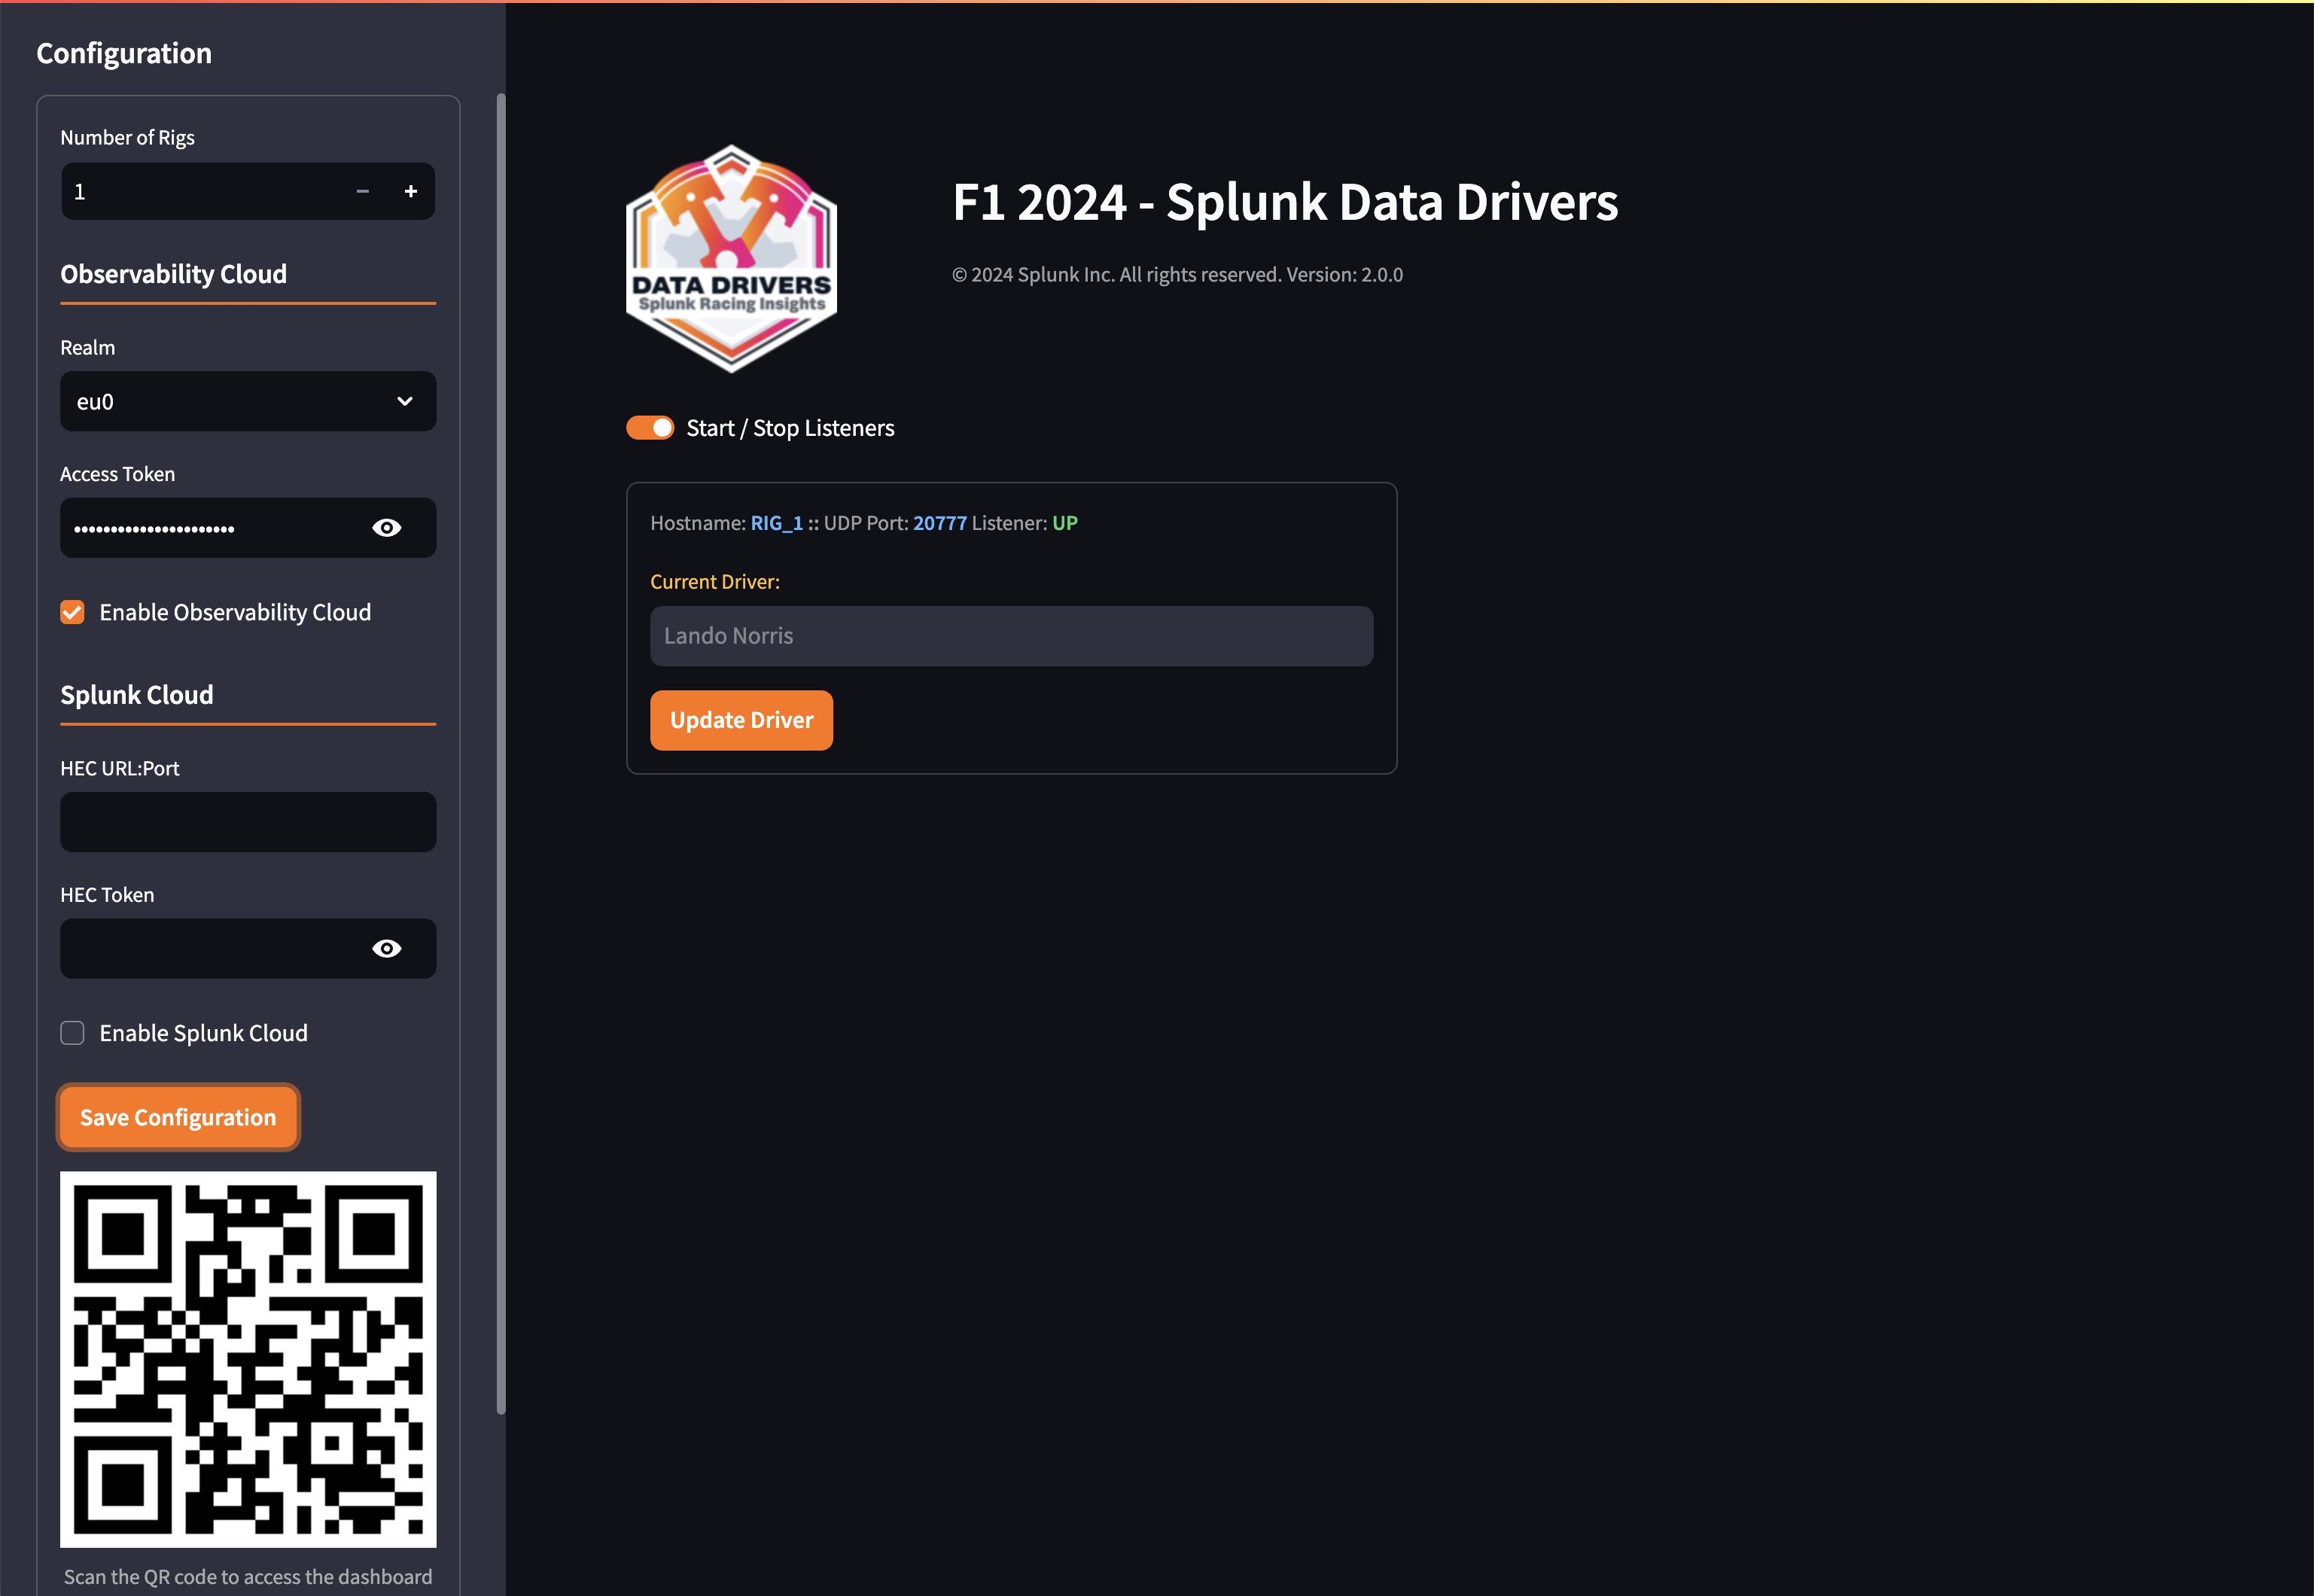 Configuration
Number of Rigs
1
Observability Cloud
Realm
eu0
Access Token
••••••••••••••••••••••
Enable Observability Cloud
Splunk Cloud
HEC URL:Port
HEC Token
Enable Splunk Cloud
Save Configuration
Scan the QR code to access the dashboard
DATA DRIVERS
Splunk Racing Insights
F1 2024 - Splunk Data Drivers
© 2024 Splunk Inc. All rights reserved. Version: 2.0.0
Start / Stop Listeners
Hostname: RIG_1 :: UDP Port: 20777 Listener: UP
Current Driver:
Lando Norris
Update Driver